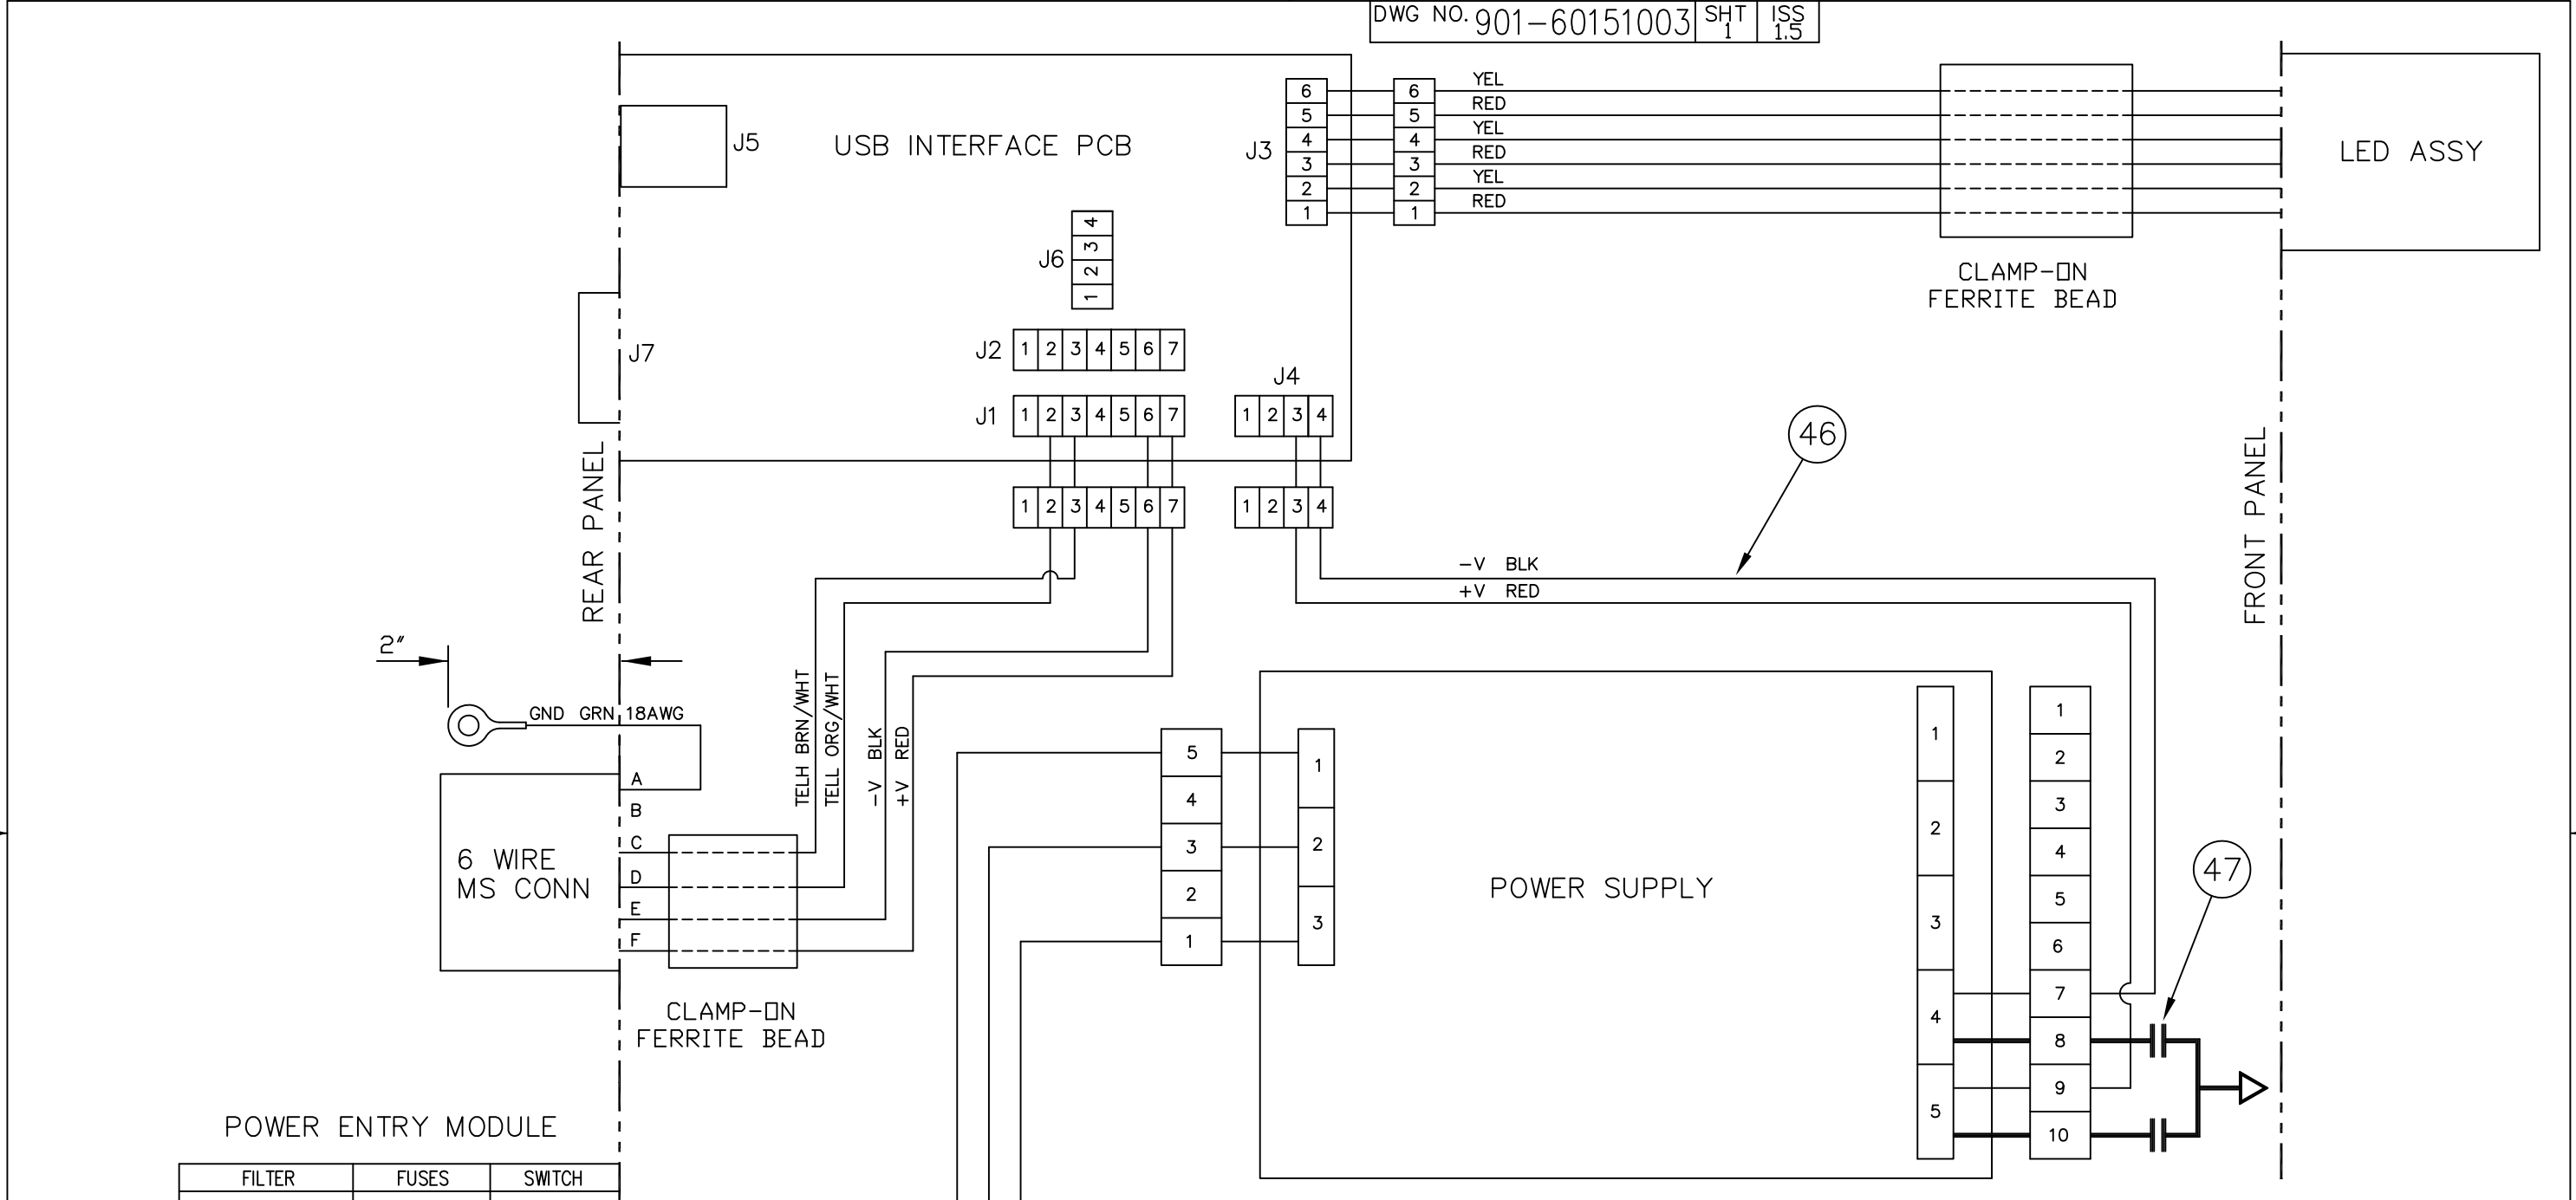 DWG NO. 901-60151003 SHT 1 ISS 1.5
USB INTERFACE PCB
J5
J3
6 5 4 3 2 1
6 5 4 3 2 1
YEL
RED
YEL
RED
YEL
RED
LED ASSY
CLAMP-ON
FERRITE BEAD
J6
4 3 2 1
J7
J2 1 2 3 4 5 6 7
J4
J1 1 2 3 4 5 6 7
1 2 3 4
1 2 3 4 5 6 7
1 2 3 4
46
REAR PANEL
FRONT PANEL
-V BLK
+V RED
2"
GND GRN 18AWG
TELH BRN/WHT
TELL ORG/WHT
-V BLK
+V RED
A
B
C
D
E
F
6 WIRE
MS CONN
CLAMP-ON
FERRITE BEAD
5 4 3 2 1
1 2 3
POWER SUPPLY
1 2 3 4 5
1 2 3 4 5 6 7 8 9 10
47
POWER ENTRY MODULE
FILTER FUSES SWITCH